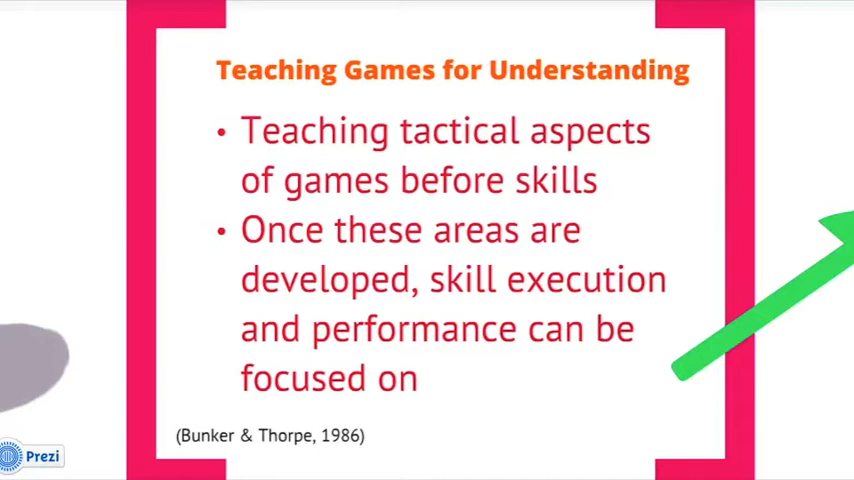 Teaching Games for Understanding
• Teaching tactical aspects
of games before skills
• Once these areas are
developed, skill execution
and performance can be
focused on
(Bunker & Thorpe, 1986)
Prezi